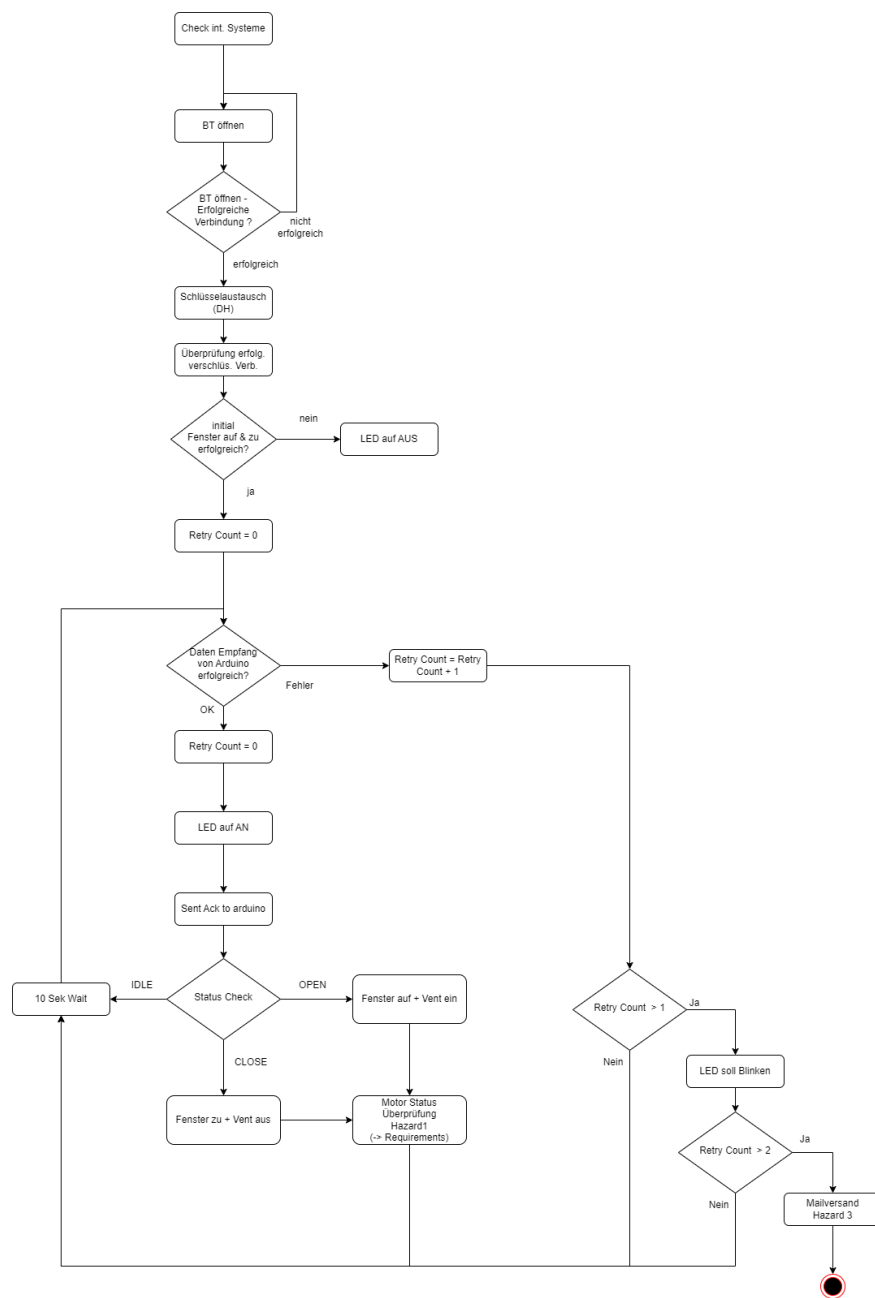 Check int. Systeme
BT öffnen
BT öffnen -
Erfolgreiche
Verbindung ?
nicht
erfolgreich
erfolgreich
Schlüsselaustausch
(DH)
Überprüfung erfolg.
verschlüs. Verb.
initial
Fenster auf & zu
erfolgreich?
nein
LED auf AUS
ja
Retry Count = 0
Daten Empfang
von Arduino
erfolgreich?
Fehler
Retry Count = Retry
Count + 1
OK
Retry Count = 0
LED auf AN
Sent Ack to arduino
Status Check
IDLE
10 Sek Wait
OPEN
Fenster auf + Vent ein
CLOSE
Fenster zu + Vent aus
Motor Status
Überprüfung
Hazard1
(-> Requirements)
Retry Count > 1
Ja
Nein
LED soll Blinken
Retry Count > 2
Ja
Nein
Mailversand
Hazard 3